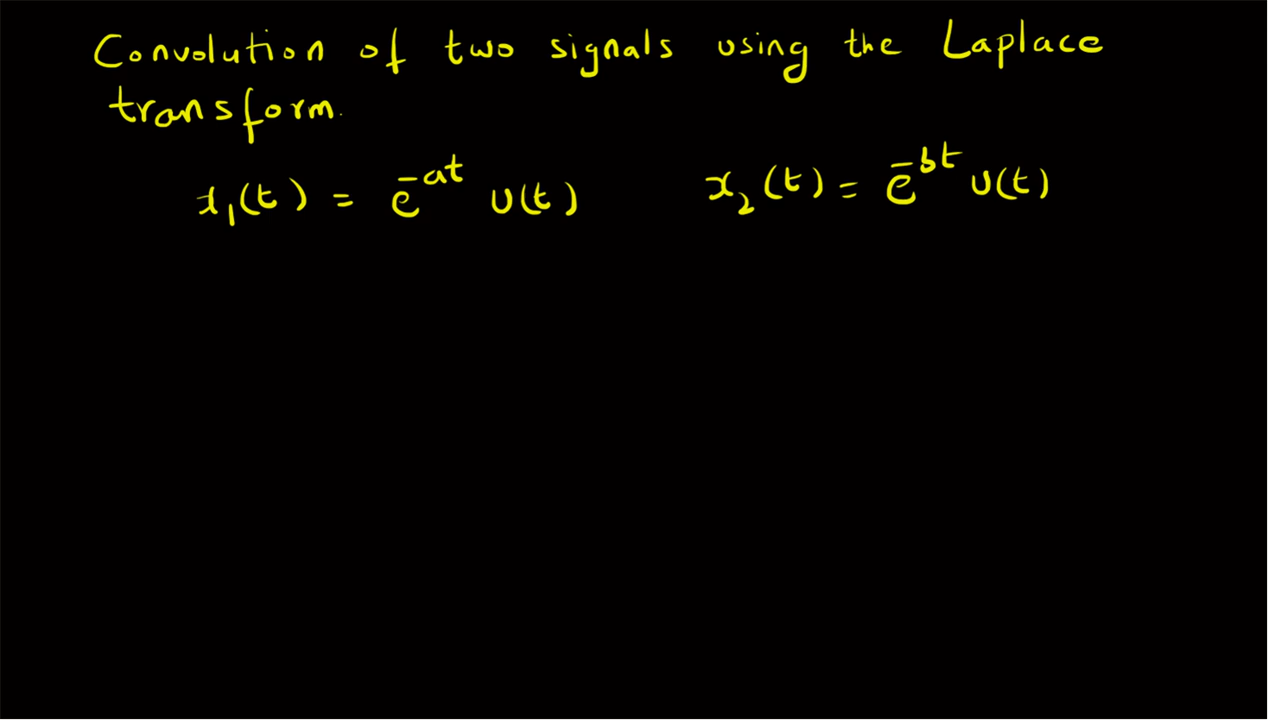 Convolution of two signals using the Laplace
transform.
x₁(t) = e⁻ᵃᵗ U(t) x₂(t) = e⁻ᵇᵗ U(t)